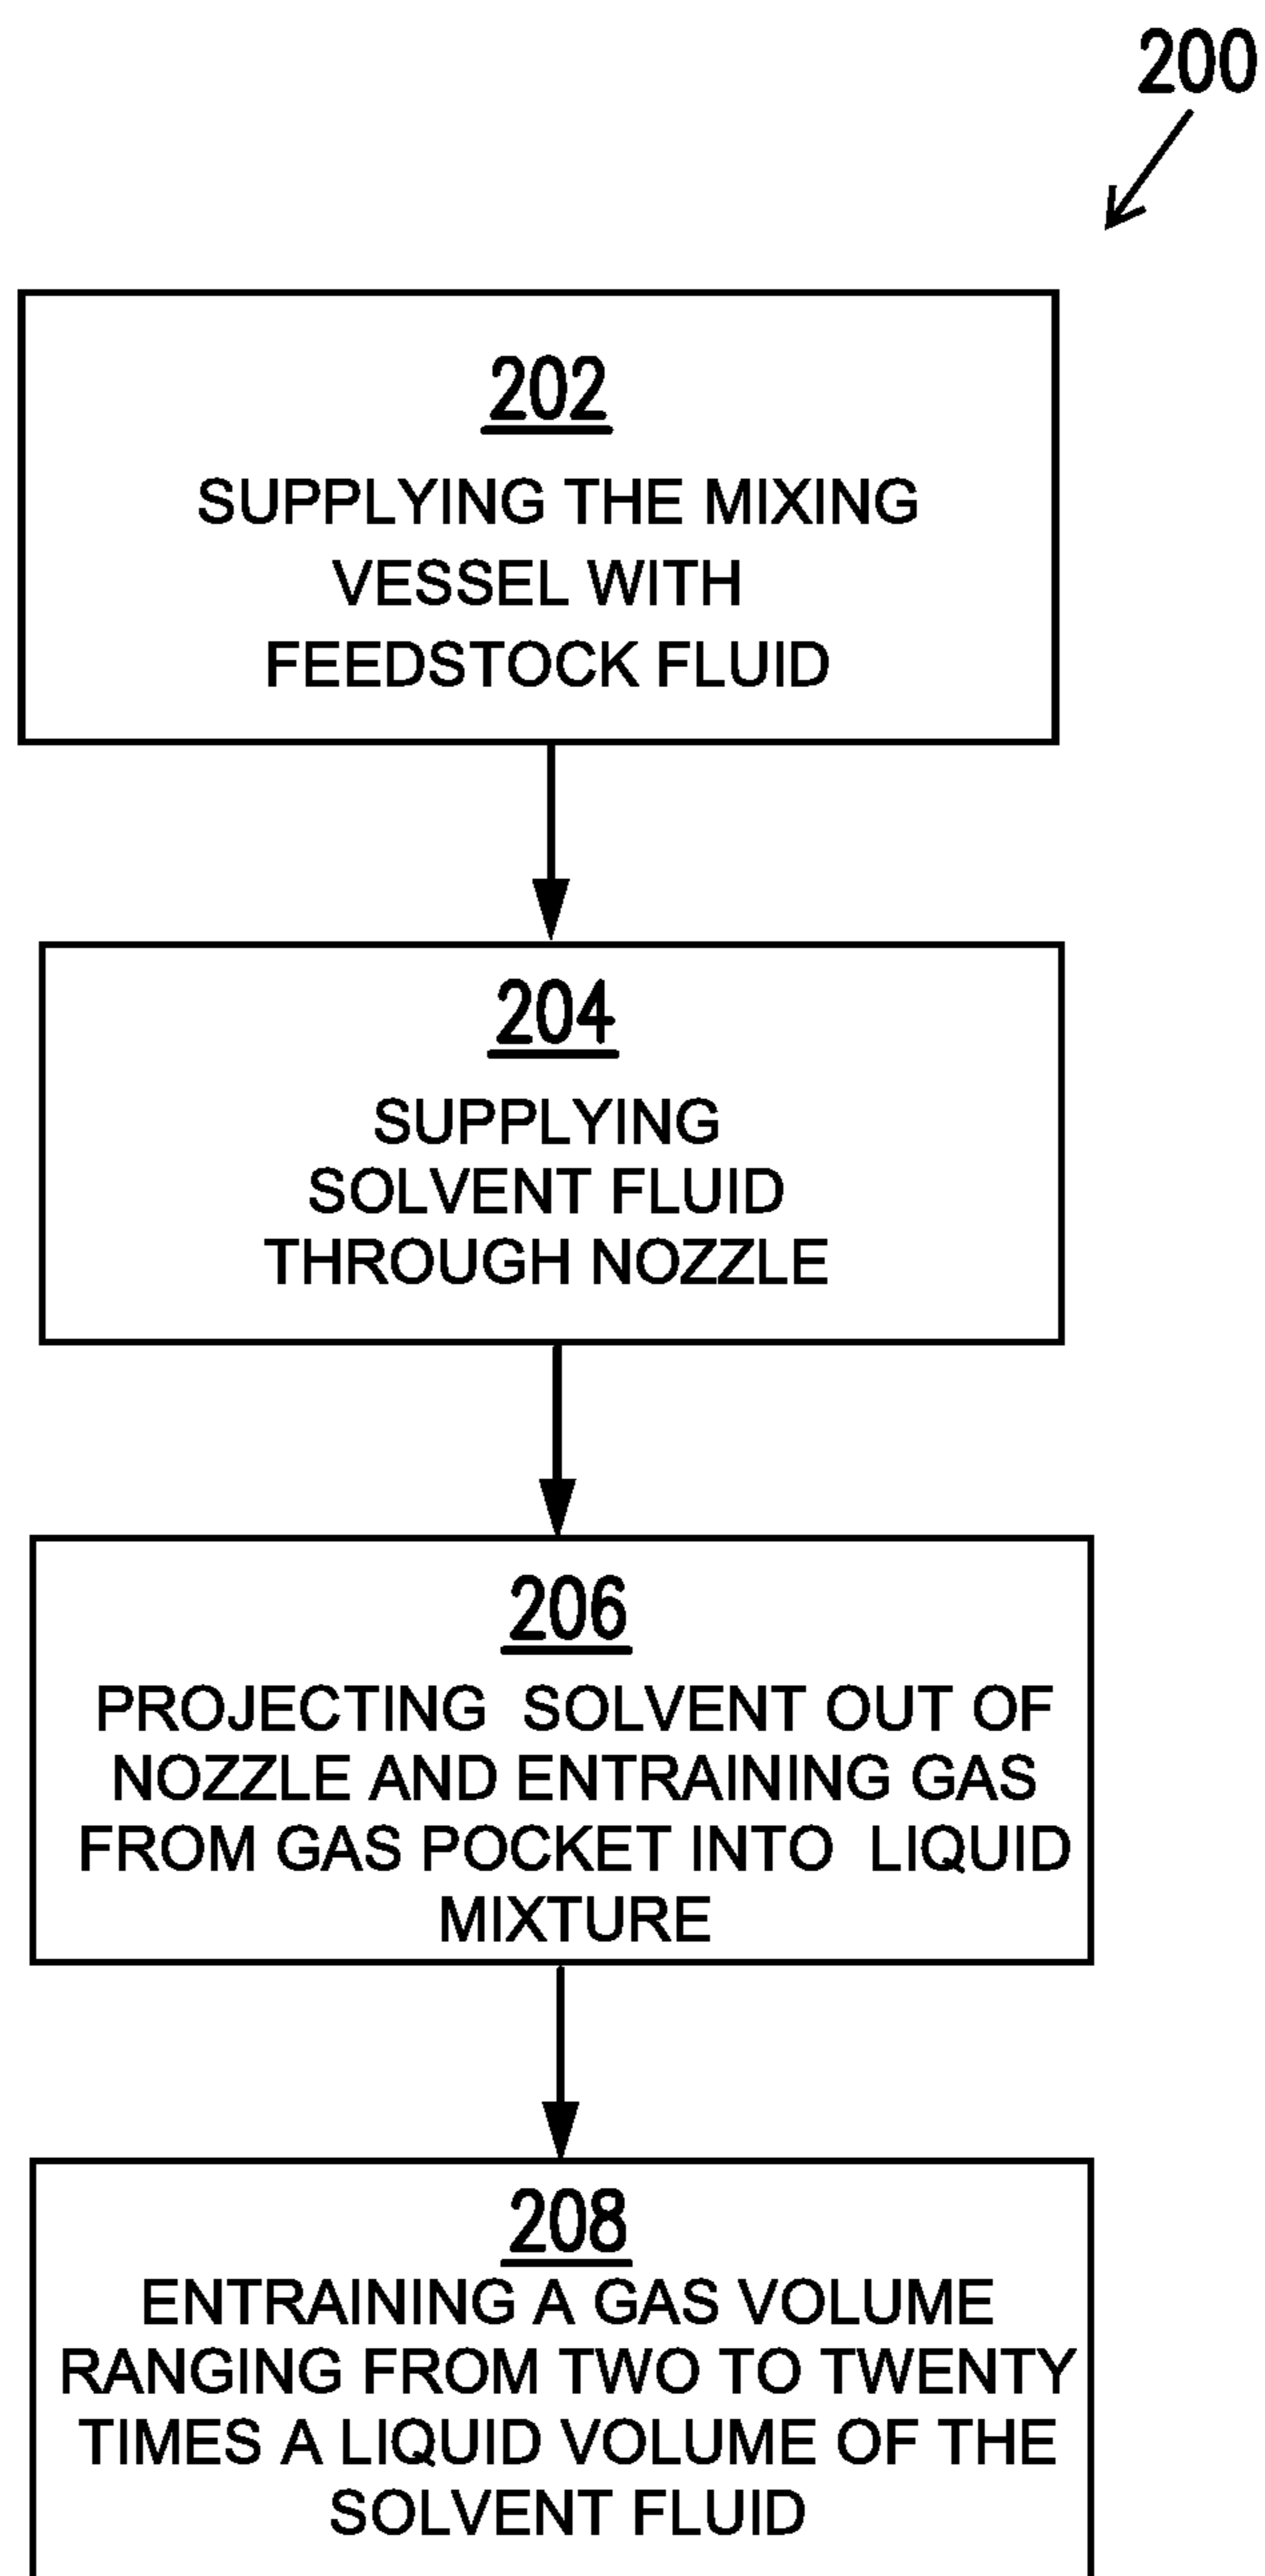 200
202
SUPPLYING THE MIXING
VESSEL WITH
FEEDSTOCK FLUID
204
SUPPLYING
SOLVENT FLUID
THROUGH NOZZLE
206
PROJECTING SOLVENT OUT OF
NOZZLE AND ENTRAINING GAS
FROM GAS POCKET INTO LIQUID
MIXTURE
208
ENTRAINING A GAS VOLUME
RANGING FROM TWO TO TWENTY
TIMES A LIQUID VOLUME OF THE
SOLVENT FLUID